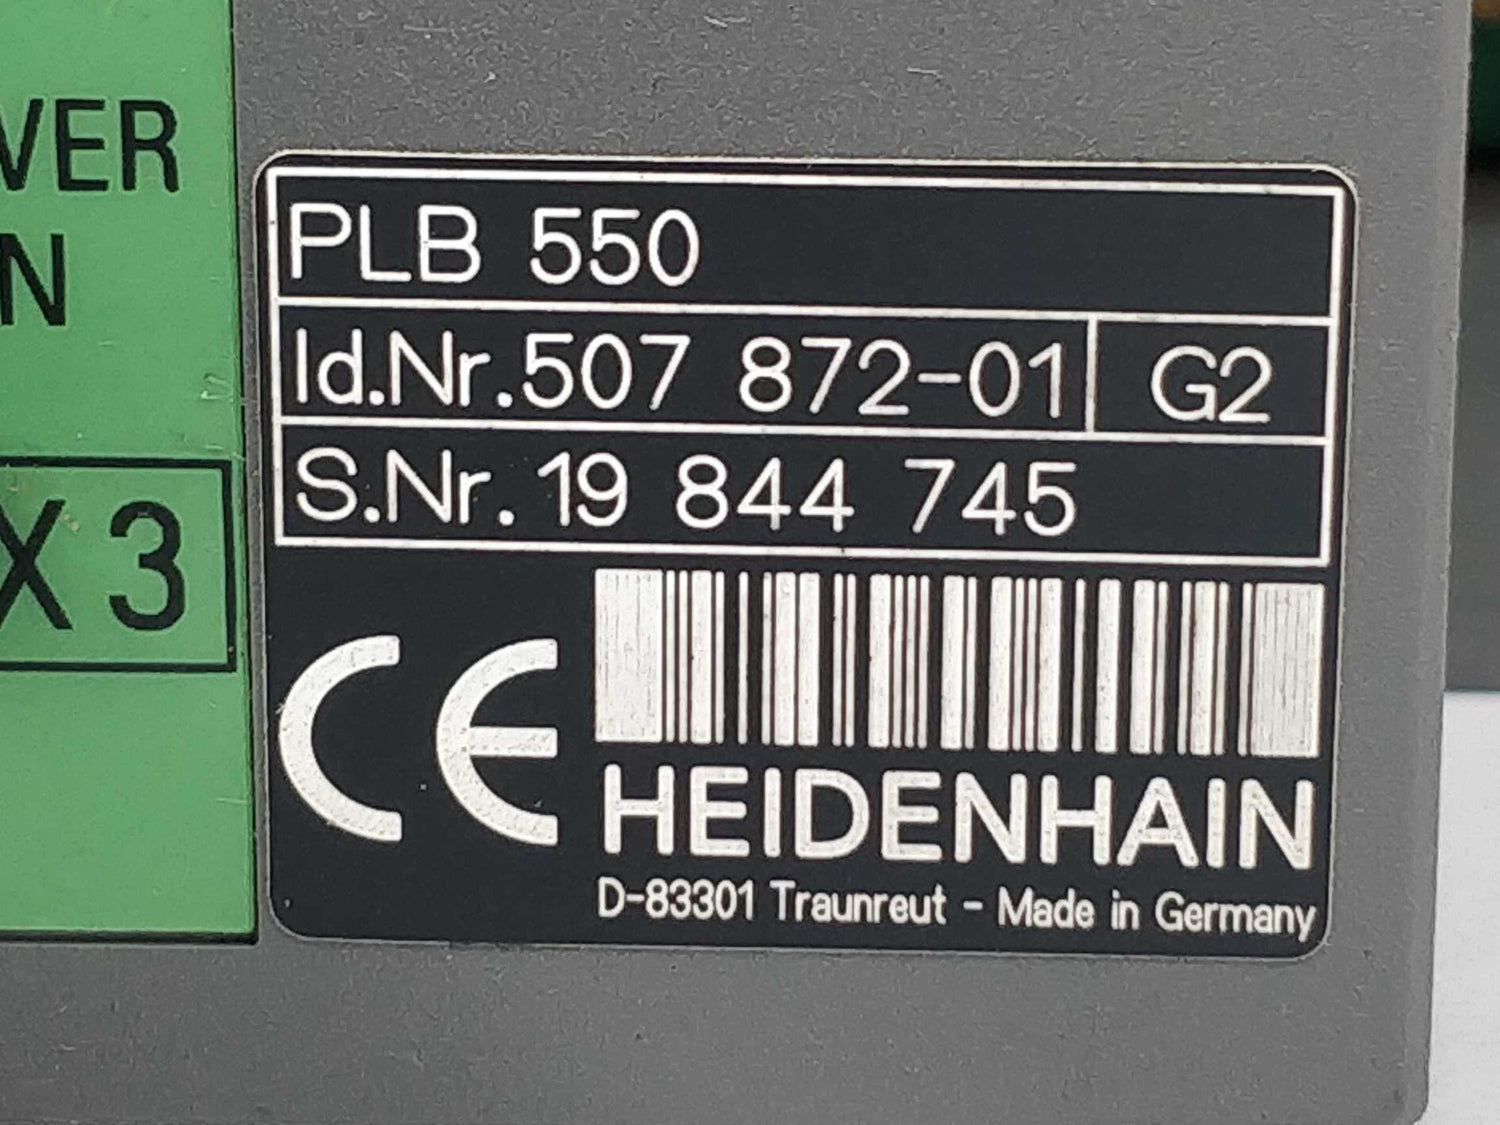 VER
N
X3
PLB 550
Id.Nr.507 872-01 G2
S.Nr. 19 844 745
CE
HEIDENHAIN
D-83301 Traunreut - Made in Germany